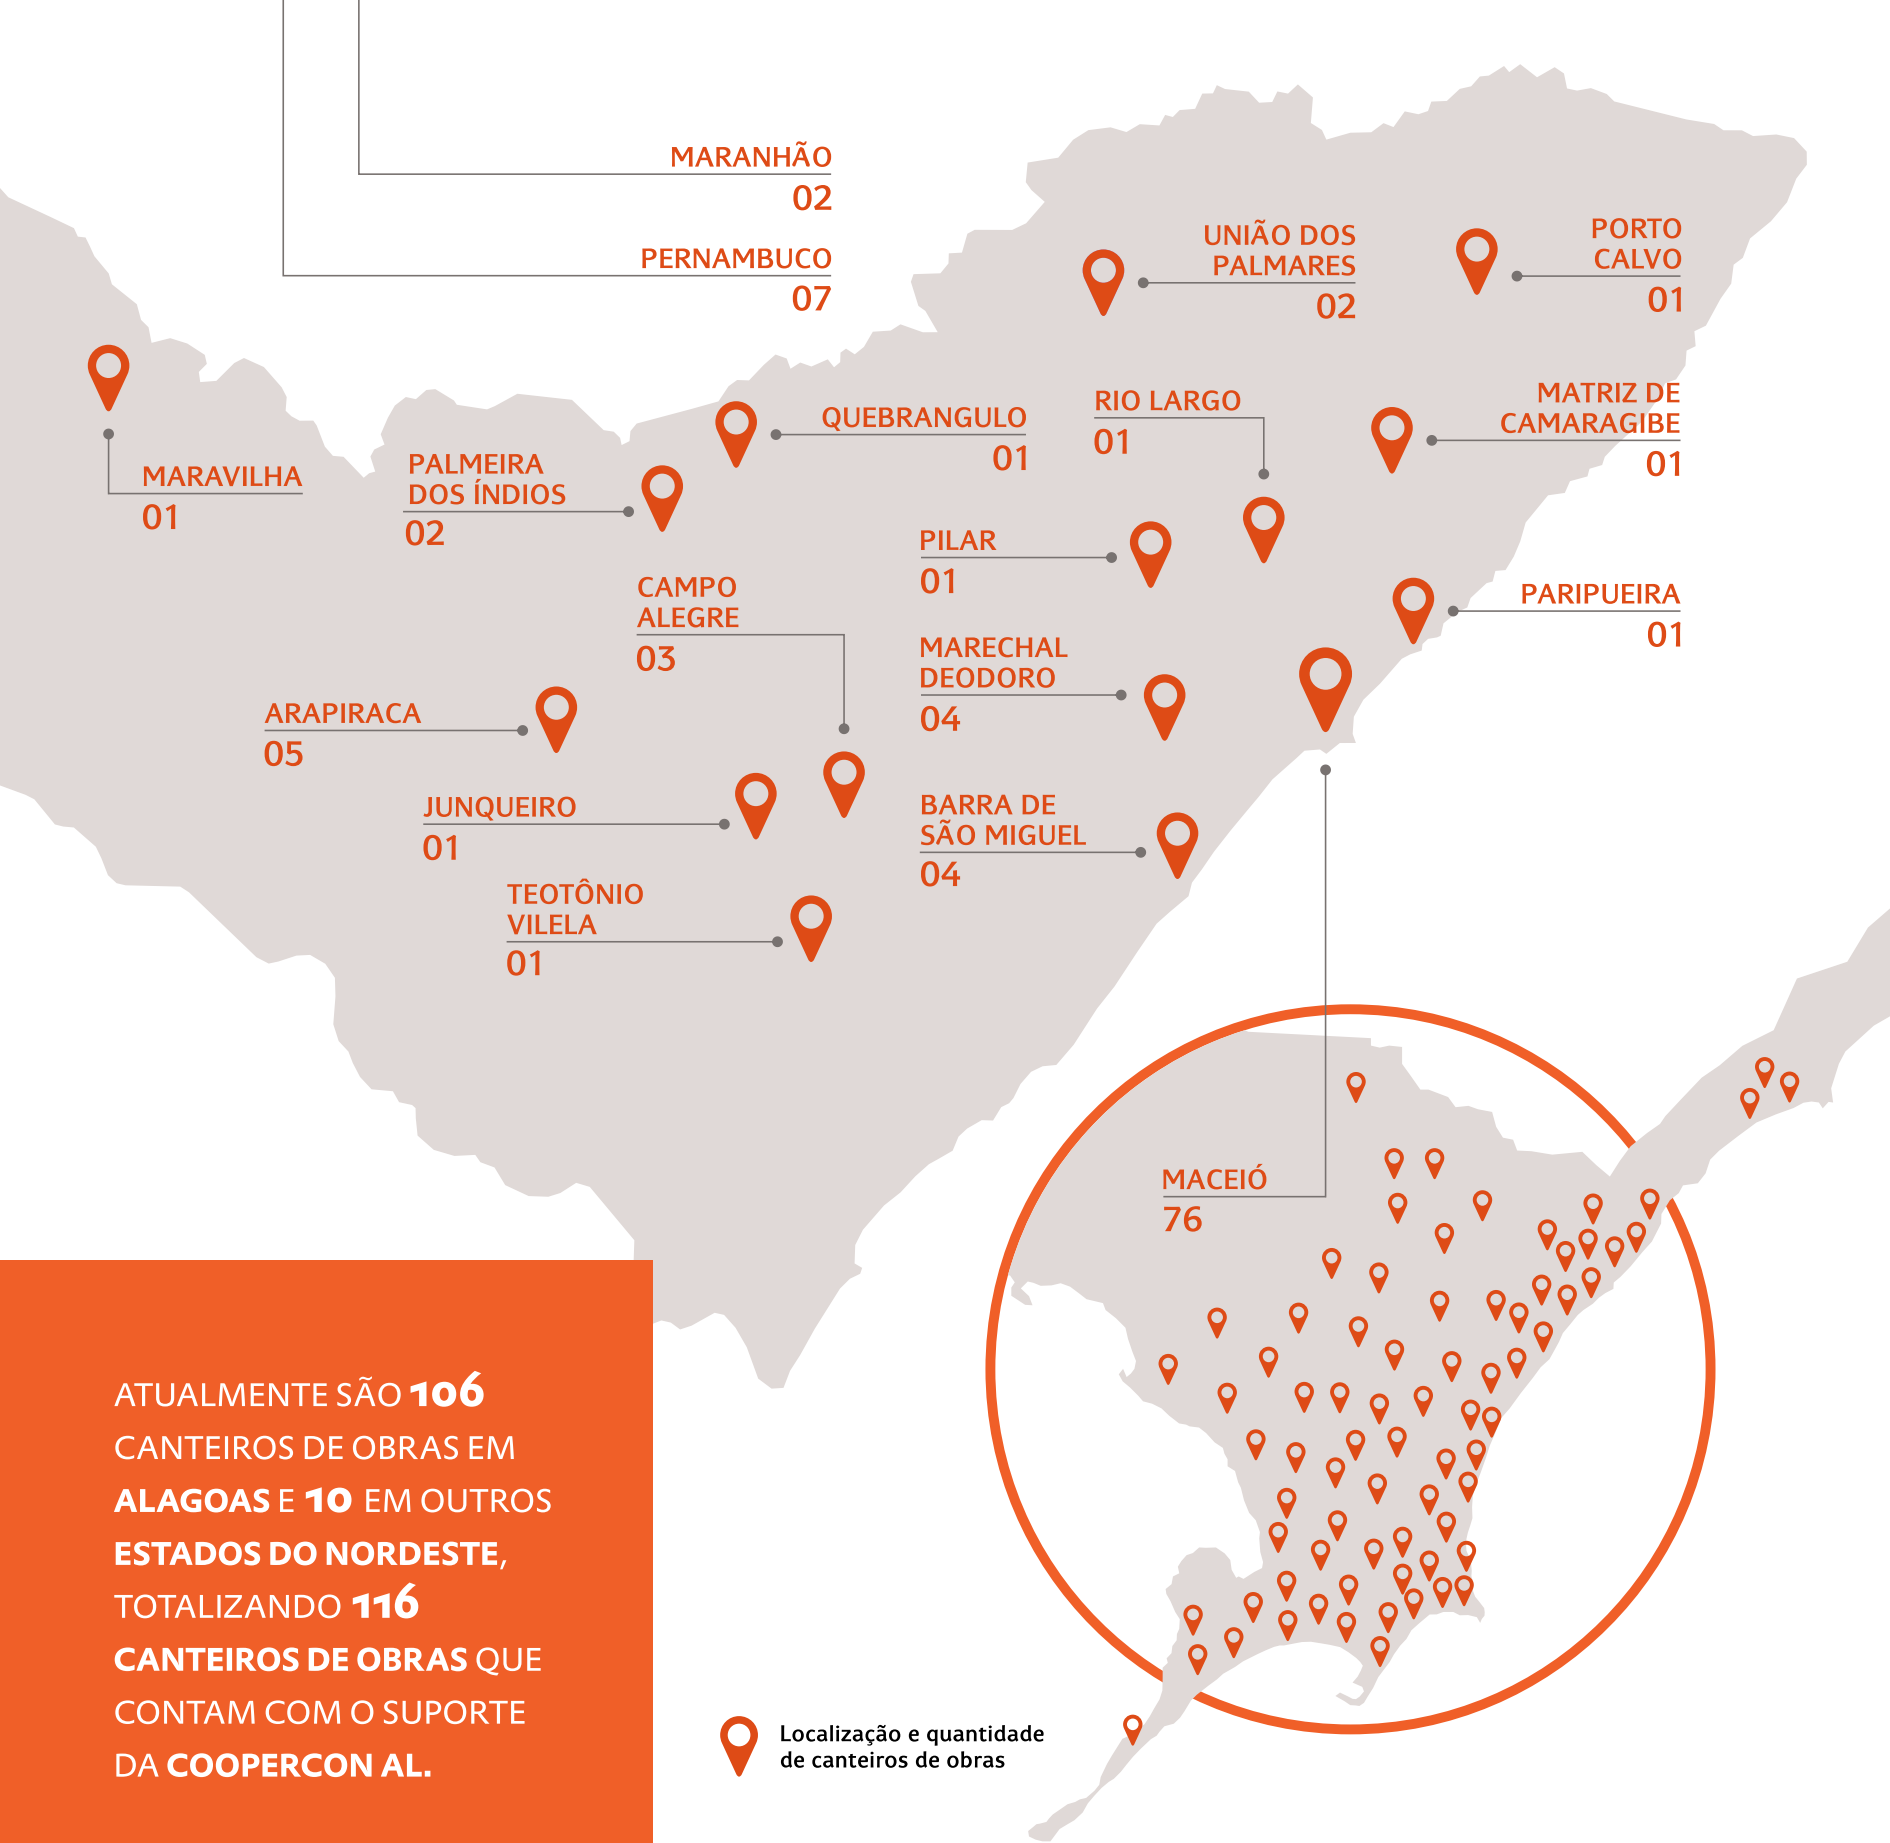 MARANHÃO
02
PERNAMBUCO
07
UNIÃO DOS
PALMARES
02
PORTO
CALVO
01
MARAVILHA
01
PALMEIRA
DOS ÍNDIOS
02
QUEBRANGULO
01
RIO LARGO
01
MATRIZ DE
CAMARAGIBE
01
PILAR
01
CAMPO
ALEGRE
03
PARIPUEIRA
01
MARECHAL
DEODORO
04
ARAPIRACA
05
JUNQUEIRO
01
BARRA DE
SÃO MIGUEL
04
TEOTÔNIO
VILELA
01
MACEIÓ
76
ATUALMENTE SÃO 106
CANTEIROS DE OBRAS EM
ALAGOAS E 10 EM OUTROS
ESTADOS DO NORDESTE,
TOTALIZANDO 116
CANTEIROS DE OBRAS QUE
CONTAM COM O SUPORTE
DA COOPERCON AL.
Localização e quantidade
de canteiros de obras